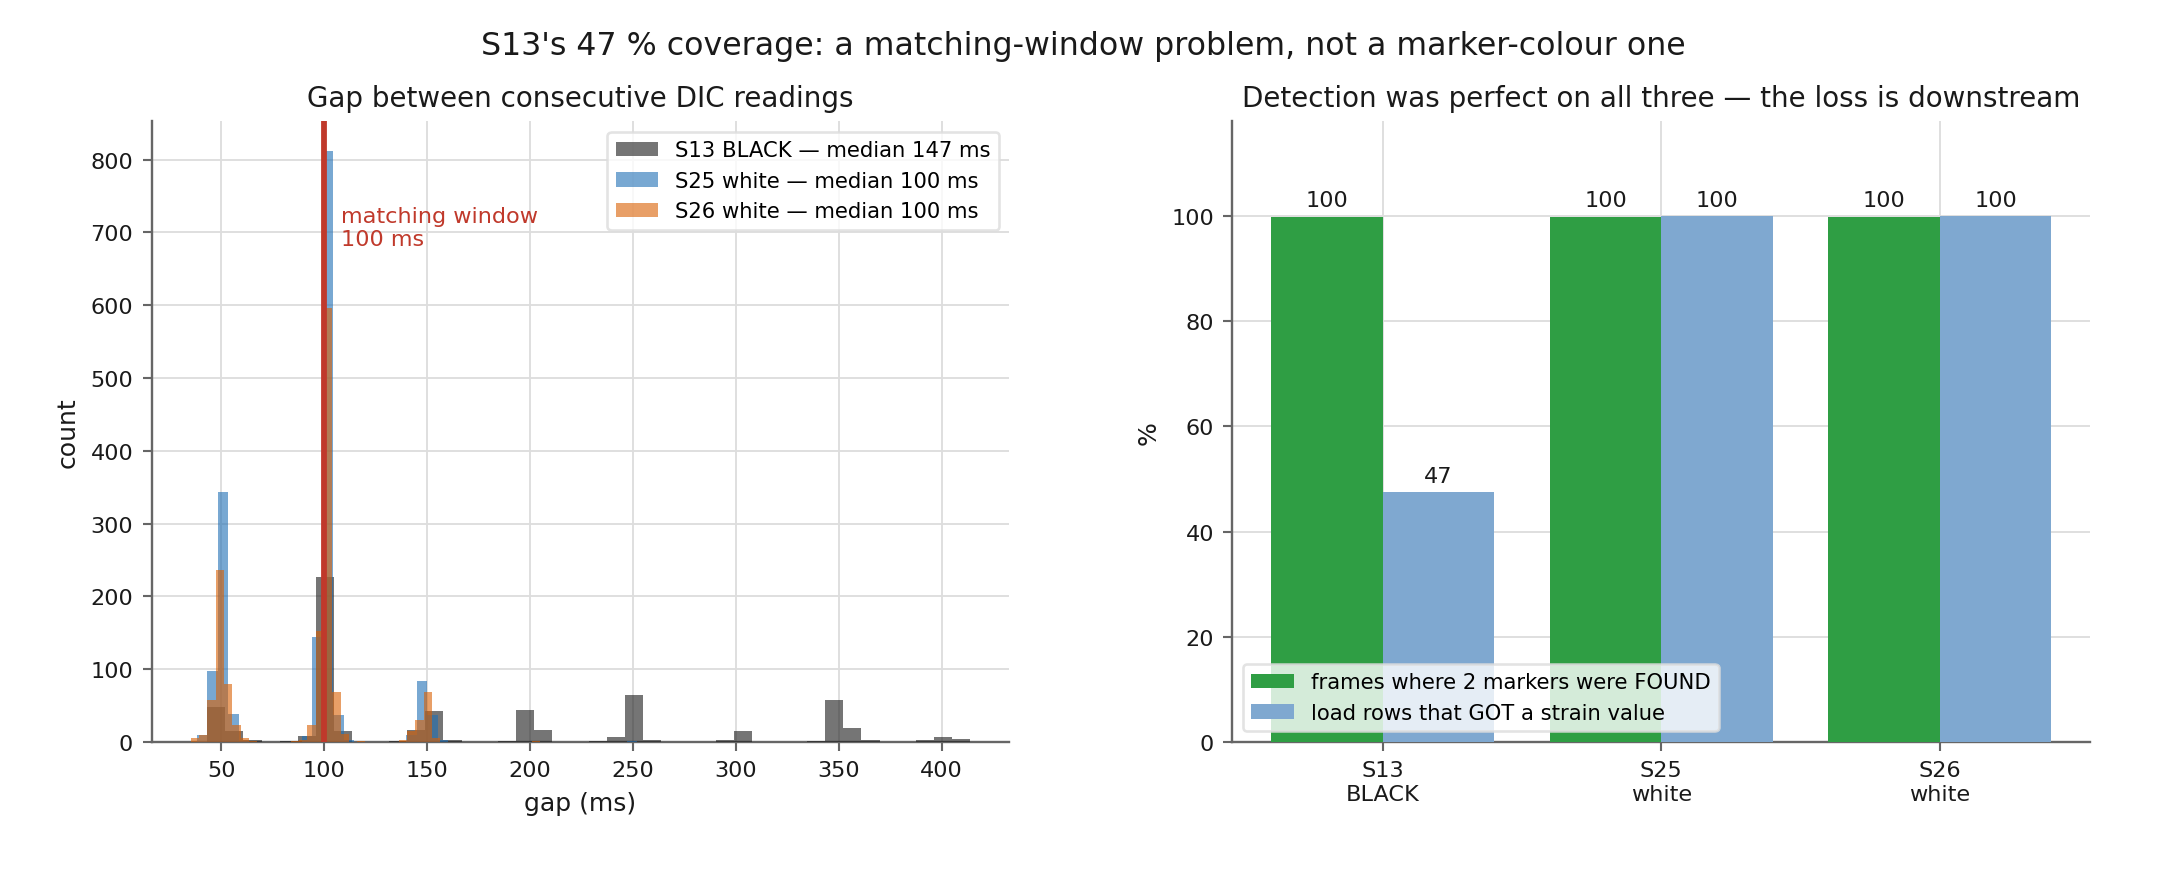 S13's 47 % coverage: a matching-window problem, not a marker-colour one
Gap between consecutive DIC readings
S13 BLACK — median 147 ms
S25 white — median 100 ms
S26 white — median 100 ms
matching window
100 ms
count
800
700
600
500
400
300
200
100
0
50 100 150 200 250 300 350 400
gap (ms)
Detection was perfect on all three — the loss is downstream
100 47 100 100 100 100
%
100
80
60
40
20
0
frames where 2 markers were FOUND
load rows that GOT a strain value
S13
BLACK
S25
white
S26
white